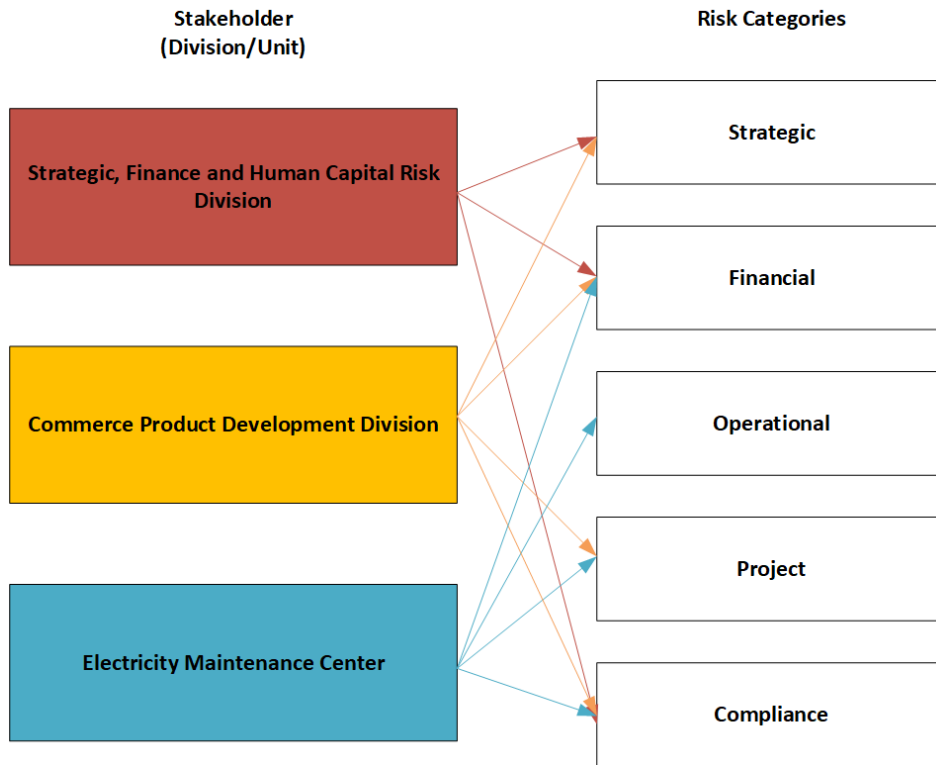 Stakeholder
(Division/Unit)
Risk Categories
Strategic, Finance and Human Capital Risk
Division
Commerce Product Development Division
Electricity Maintenance Center
Strategic
Financial
Operational
Project
Compliance